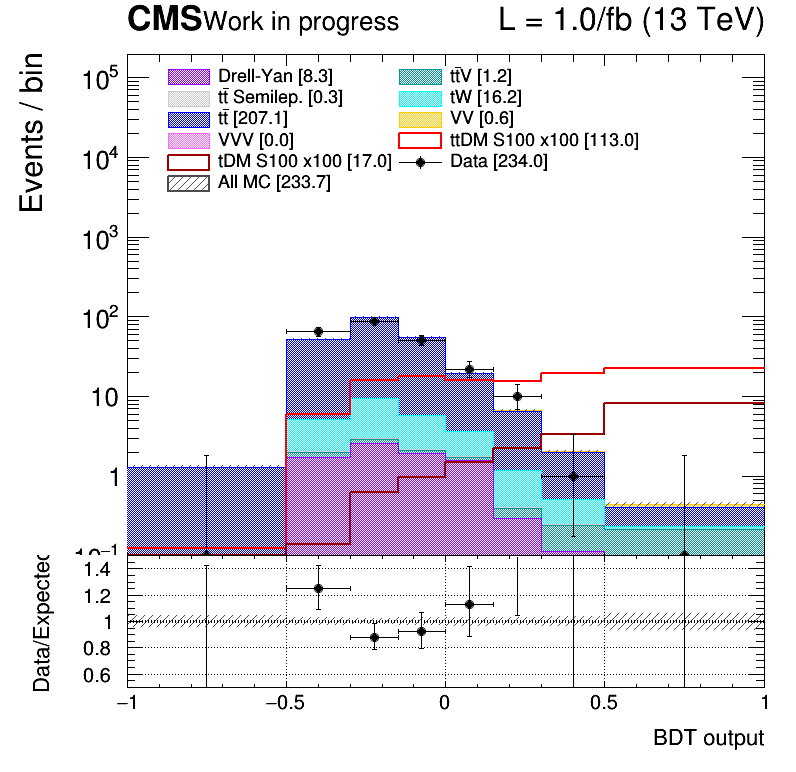 CMS Work in progress L = 1.0/fb (13 TeV)
Events / bin
10⁵
10⁴
10³
10²
10
1
10⁻¹
Drell-Yan [8.3] tt̄V [1.2]
tt̄ Semilep. [0.3] tW [16.2]
tt̄ [207.1] VV [0.6]
VVV [0.0] ttDM S100 x100 [113.0]
tDM S100 x100 [17.0] Data [234.0]
All MC [233.7]
Data/Expected
1.4
1.2
1
0.8
0.6
−1 −0.5 0 0.5 1
BDT output